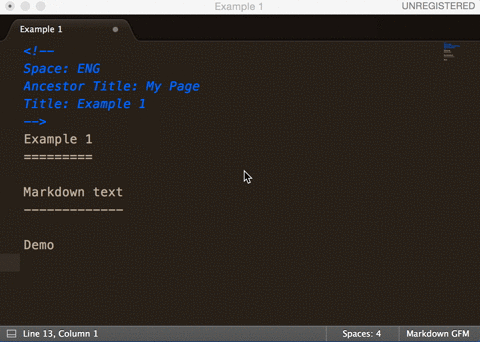 Example 1
UNREGISTERED
Example 1
<!--
Space: ENG
Ancestor Title: My Page
Title: Example 1
-->
Example 1
=========
Markdown text
-------------
Demo
Line 13, Column 1
Spaces: 4
Markdown GFM